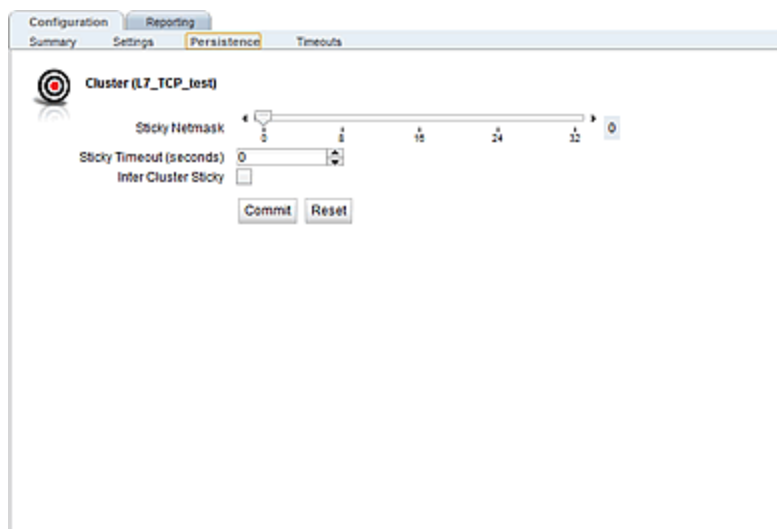 Configuration Reporting
Summary Settings Persistence Timeouts
Cluster (L7_TCP_test)
Sticky Netmask 0
0 8 16 24 32
Sticky Timeout (seconds) 0
Inter Cluster Sticky
Commit Reset